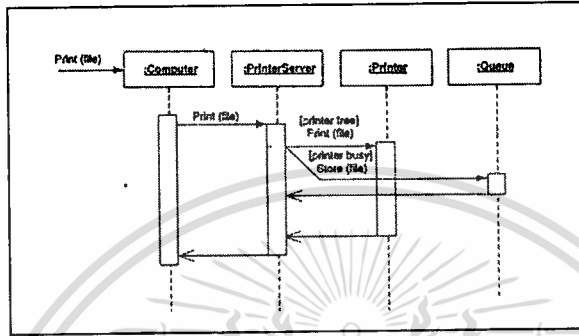 Print (file)
:Computer
:PrinterServer
:Printer
:Queue
Print (file)
[printer free]
Print (file)
[printer busy]
Store (file)